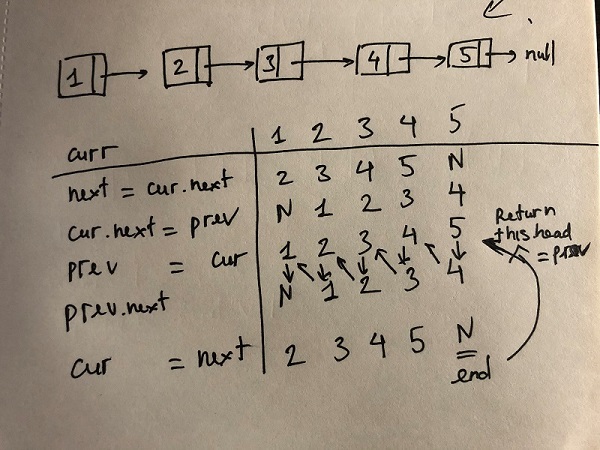 1 2 3 4 5 null
curr 1 2 3 4 5
next = cur.next 2 3 4 5 N
cur.next = prev N 1 2 3 4
prev = cur 1 2 3 4 5
prev.next N 1 2 3 4
cur = next 2 3 4 5 N
end
Return
this head
= prev